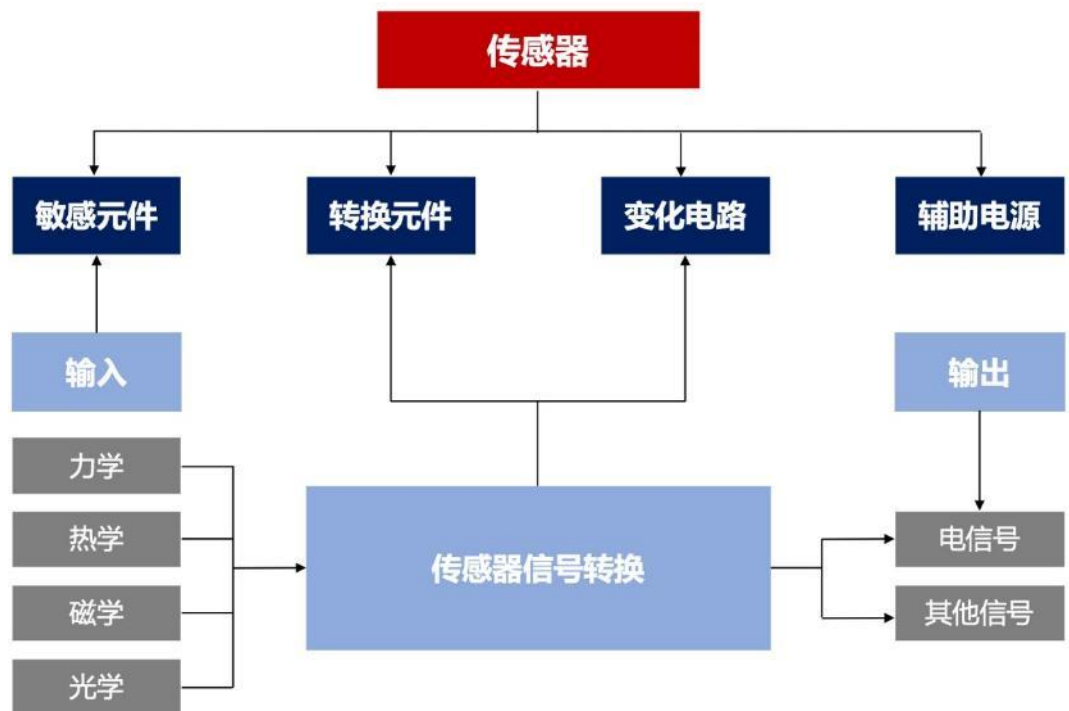 传感器
敏感元件
转换元件
变化电路
辅助电源
输入
输出
力学
热学
磁学
光学
传感器信号转换
电信号
其他信号